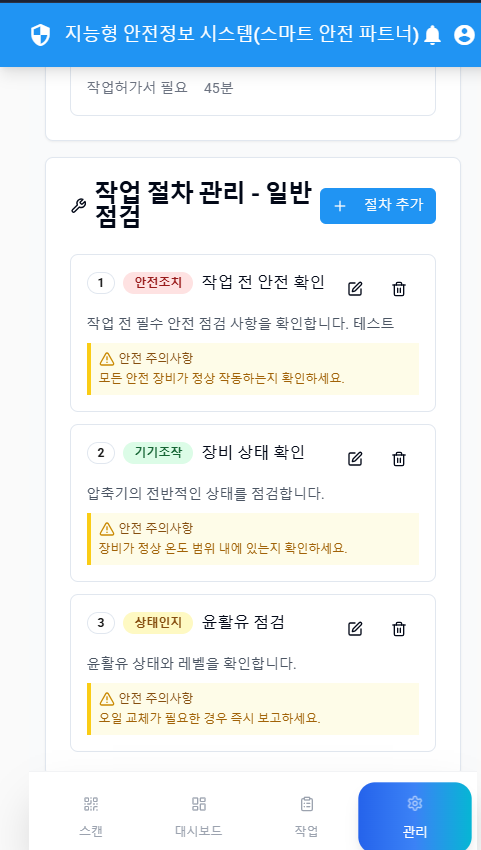 지능형 안전정보 시스템(스마트 안전 파트너)
작업허가서 필요 45분
작업 절차 관리 - 일반
점검
절차 추가
1 안전조치 작업 전 안전 확인
작업 전 필수 안전 점검 사항을 확인합니다. 테스트
안전 주의사항
모든 안전 장비가 정상 작동하는지 확인하세요.
2 기기조작 장비 상태 확인
압축기의 전반적인 상태를 점검합니다.
안전 주의사항
장비가 정상 온도 범위 내에 있는지 확인하세요.
3 상태인지 윤활유 점검
윤활유 상태와 레벨을 확인합니다.
안전 주의사항
오일 교체가 필요한 경우 즉시 보고하세요.
스캔 대시보드 작업 관리